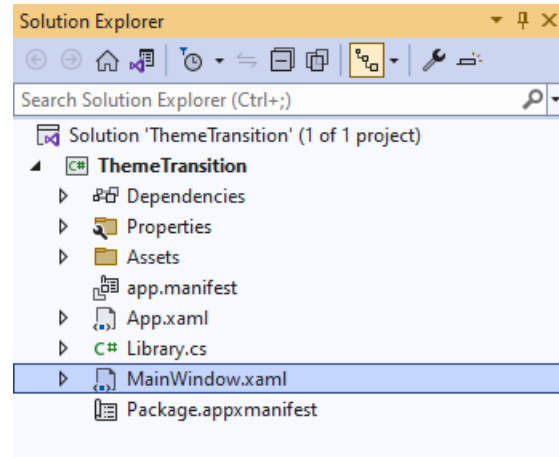 Solution Explorer
Search Solution Explorer (Ctrl+;)
Solution 'ThemeTransition' (1 of 1 project)
C# ThemeTransition
Dependencies
Properties
Assets
app.manifest
App.xaml
C# Library.cs
MainWindow.xaml
Package.appxmanifest